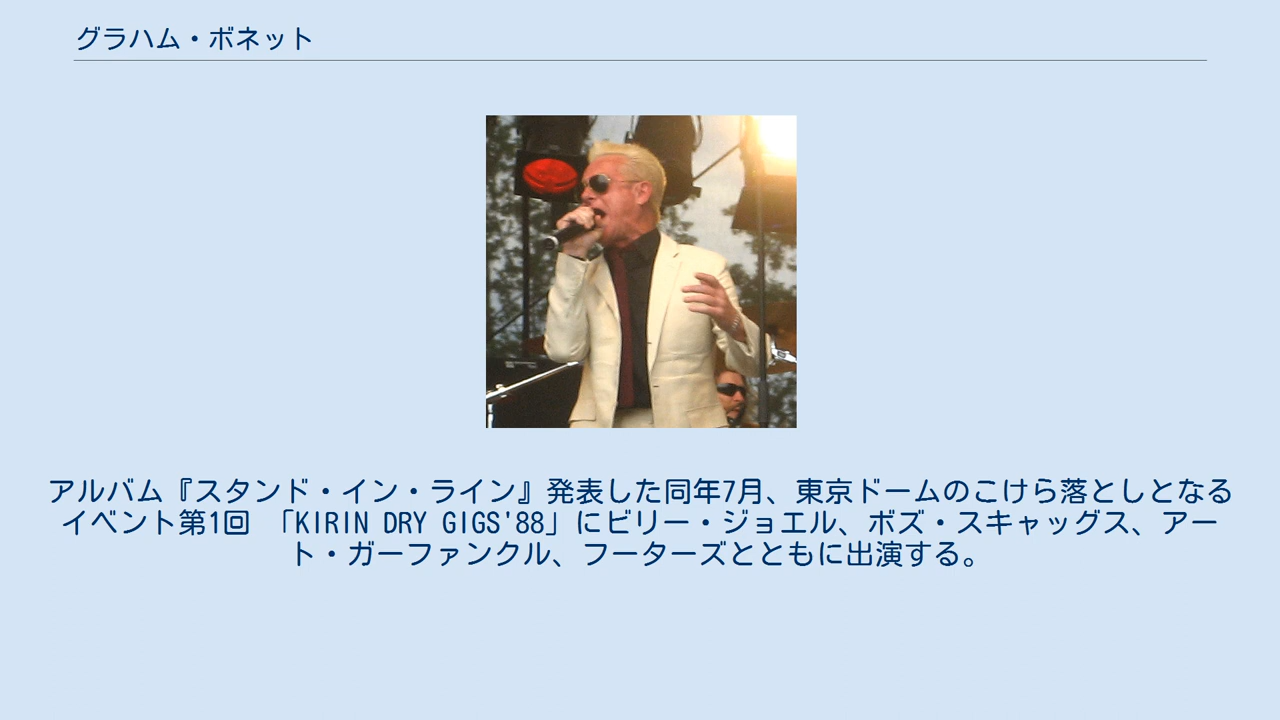 グラハム・ボネット
アルバム『スタンド・イン・ライン』発表した同年7月、東京ドームのこけら落としとなる
イベント第1回 「KIRIN DRY GIGS'88」にビリー・ジョエル、ボズ・スキャッグス、アー
ト・ガーファンクル、フーターズとともに出演する。